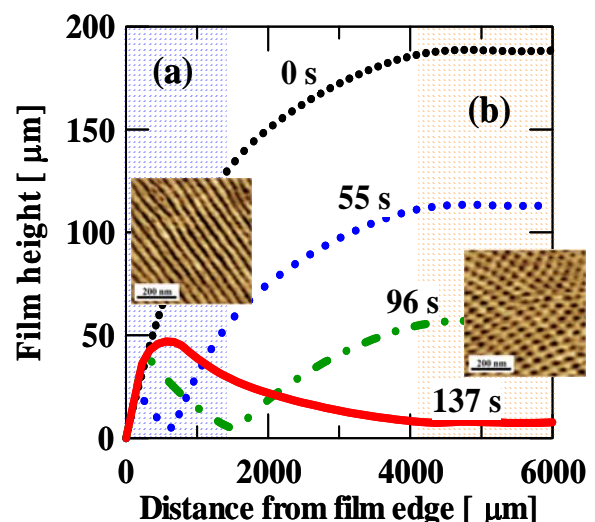 200
150
100
50
0
Film height [ μm]
(a)
0 s
(b)
55 s
96 s
137 s
200 nm
200 nm
0
2000
4000
6000
Distance from film edge [ μm]